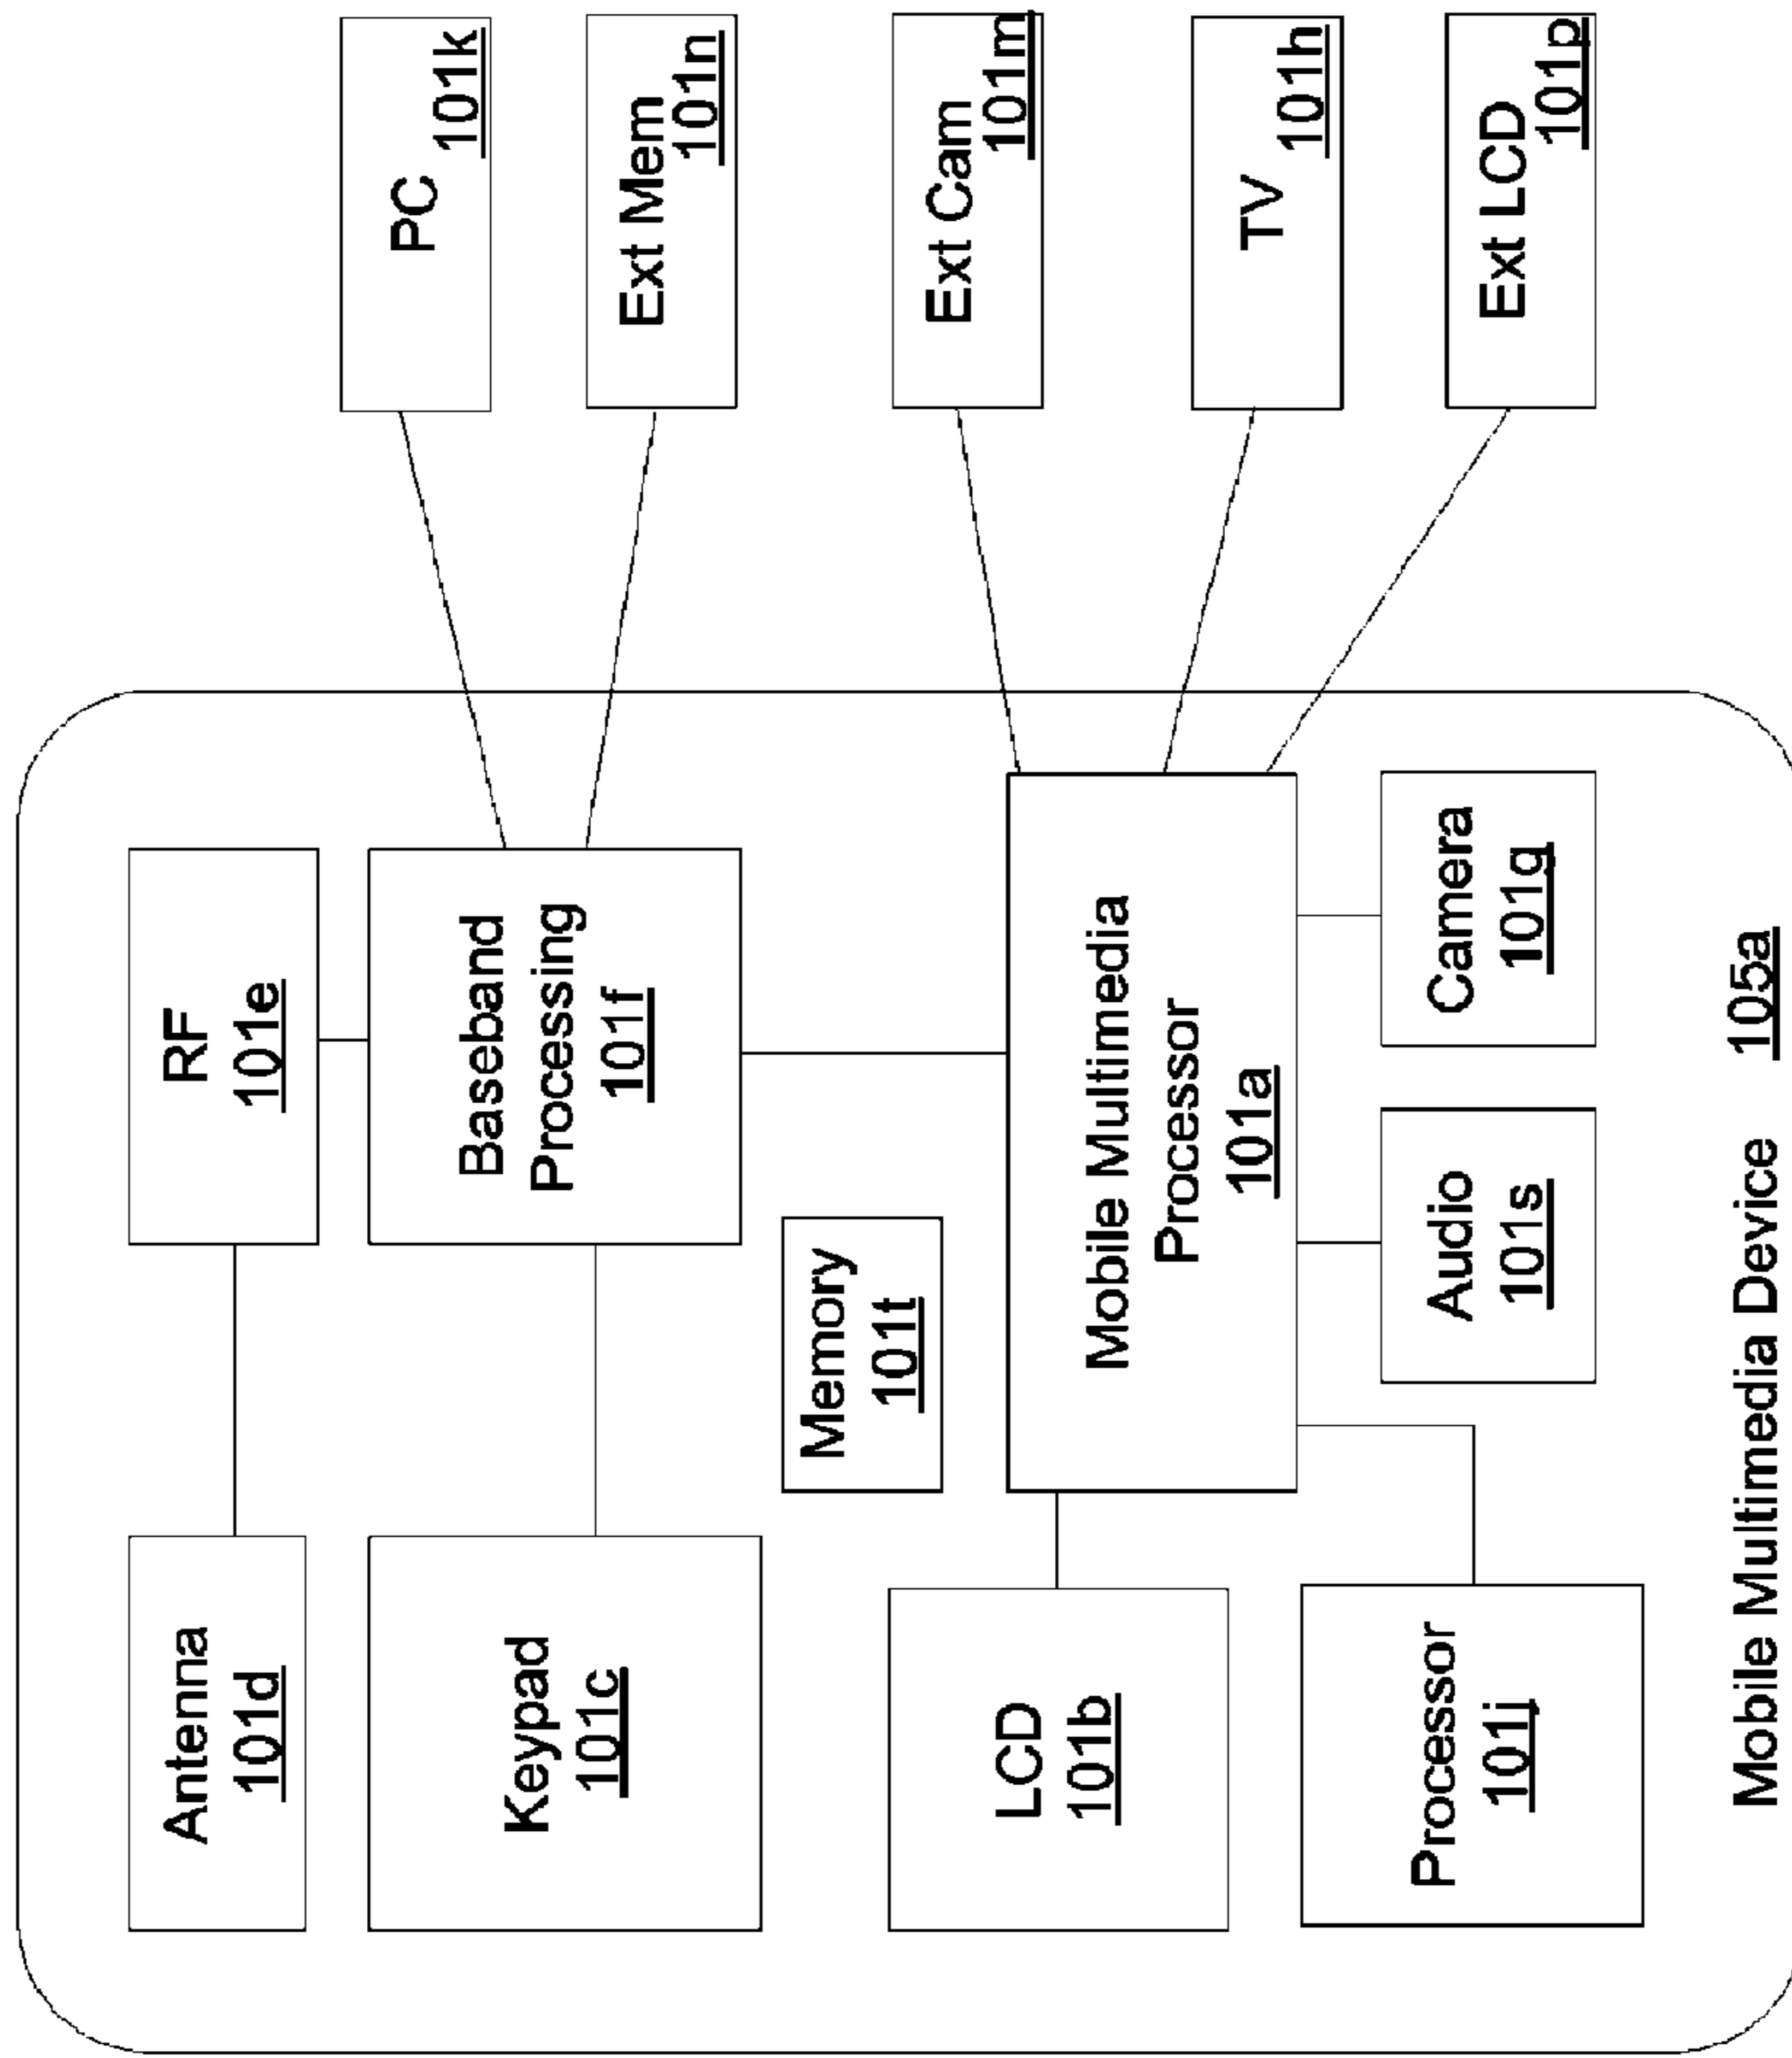 Antenna
101d
RF
101e
PC
101k
Keypad
101c
Baseband
Processing
101f
Ext Mem
101n
Memory
101t
LCD
101b
Mobile Multimedia
Processor
101a
Ext Cam
101m
TV
101h
Processor
101j
Audio
101s
Camera
101g
Ext LCD
101p
Mobile Multimedia Device 105a